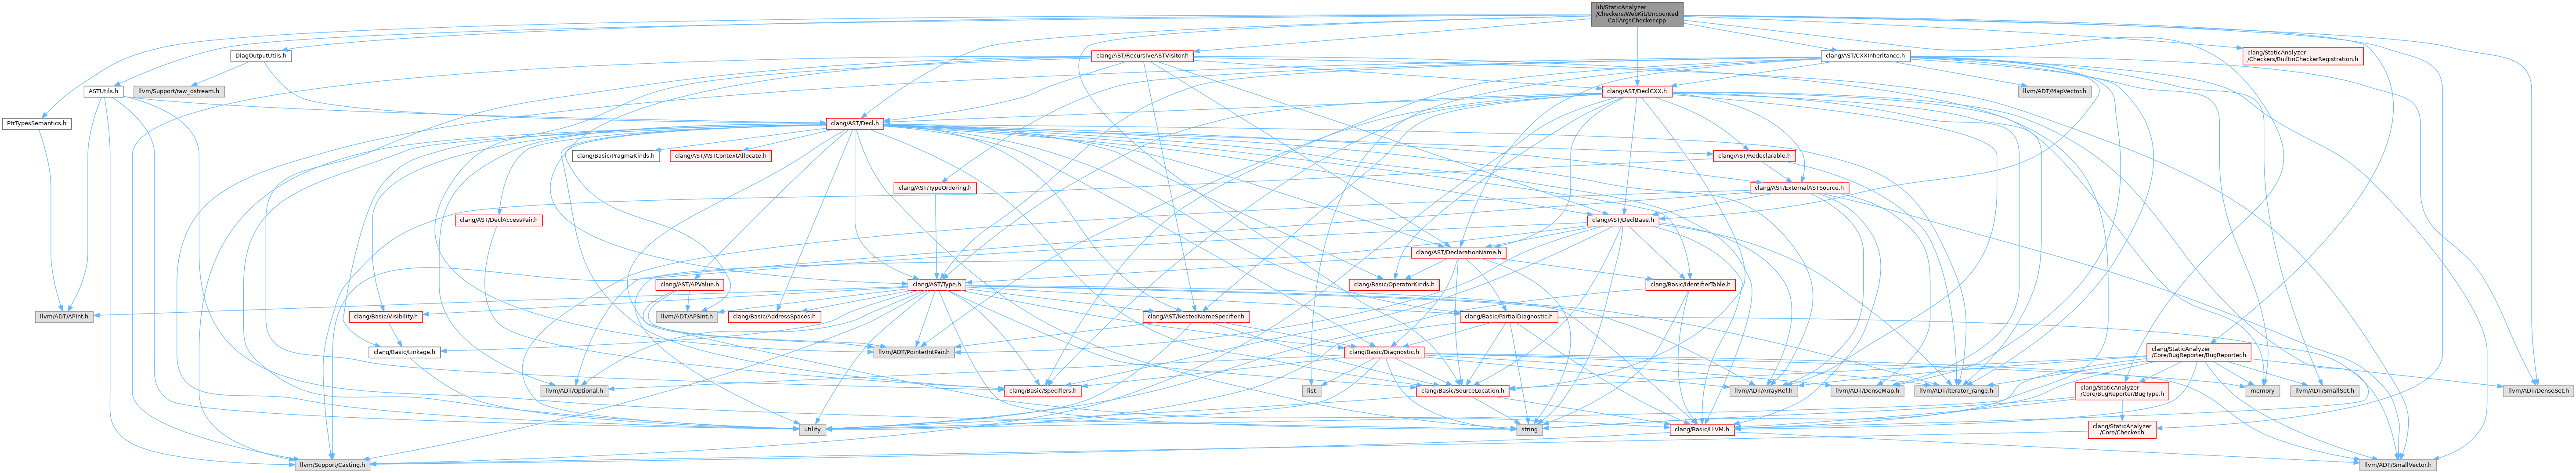 lib/StaticAnalyzer
/Checkers/WebKit/Uncounted
CallArgsChecker.cpp
DiagOutputUtils.h
clang/AST/RecursiveASTVisitor.h
clang/AST/CXXInheritance.h
clang/StaticAnalyzer
/Checkers/BuiltinCheckerRegistration.h
ASTUtils.h
llvm/Support/raw_ostream.h
clang/AST/DeclCXX.h
llvm/ADT/MapVector.h
PtrTypesSemantics.h
clang/AST/Decl.h
clang/Basic/PragmaKinds.h
clang/AST/ASTContextAllocate.h
clang/AST/Redeclarable.h
clang/AST/TypeOrdering.h
clang/AST/ExternalASTSource.h
clang/AST/DeclAccessPair.h
clang/AST/DeclBase.h
clang/AST/DeclarationName.h
clang/AST/APValue.h
clang/AST/Type.h
clang/Basic/OperatorKinds.h
clang/Basic/IdentifierTable.h
llvm/ADT/APInt.h
clang/Basic/Visibility.h
llvm/ADT/APSInt.h
clang/Basic/AddressSpaces.h
clang/AST/NestedNameSpecifier.h
clang/Basic/PartialDiagnostic.h
clang/Basic/Linkage.h
llvm/ADT/PointerIntPair.h
clang/Basic/Diagnostic.h
clang/StaticAnalyzer
/Core/BugReporter/BugReporter.h
llvm/ADT/Optional.h
clang/Basic/Specifiers.h
list
clang/Basic/SourceLocation.h
llvm/ADT/ArrayRef.h
llvm/ADT/DenseMap.h
llvm/ADT/iterator_range.h
clang/StaticAnalyzer
/Core/BugReporter/BugType.h
memory
llvm/ADT/SmallSet.h
llvm/ADT/DenseSet.h
utility
string
clang/Basic/LLVM.h
clang/StaticAnalyzer
/Core/Checker.h
llvm/Support/Casting.h
llvm/ADT/SmallVector.h